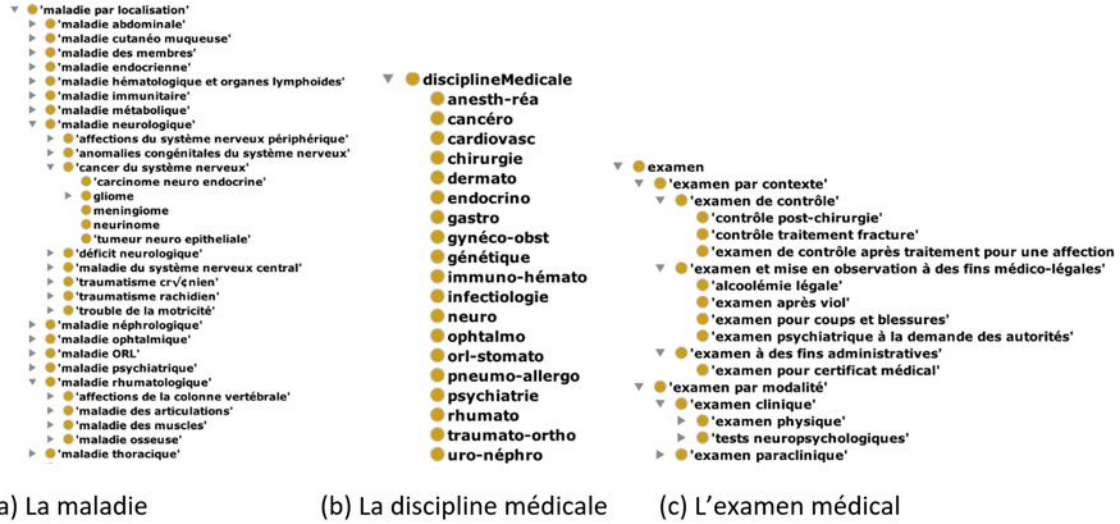 'maladie par localisation'
'maladie abdominale'
'maladie cutanéo muqueuse'
'maladie des membres'
'maladie endocrienne'
'maladie hématologique et organes lymphoides'
'maladie immunitaire'
'maladie métabolique'
'maladie neurologique'
'affections du système nerveux périphérique'
'anomalies congénitales du système nerveux'
'cancer du système nerveux'
'carcinome neuro endocrine'
gliome
meningiome
neurinome
'tumeur neuro epitheliale'
'déficit neurologique'
'maladie du système nerveux central'
'traumatisme cr√¢nien'
'traumatisme rachidien'
'trouble de la motricité'
'maladie néphrologique'
'maladie ophtalmique'
'maladie ORL'
'maladie psychiatrique'
'maladie rhumatologique'
'affections de la colonne vertébrale'
'maladie des articulations'
'maladie des muscles'
'maladie osseuse'
'maladie thoracique'
disciplineMedicale
anesth-réa
cancéro
cardiovasc
chirurgie
dermato
endocrino
gastro
gynéco-obst
génétique
immuno-hémato
infectiologie
neuro
ophtalmo
orl-stomato
pneumo-allergo
psychiatrie
rhumato
traumato-ortho
uro-néphro
examen
'examen par contexte'
'examen de contrôle'
'contrôle post-chirurgie'
'contrôle traitement fracture'
'examen de contrôle après traitement pour une affection
'examen et mise en observation à des fins médico-légales'
'alcoolémie légale'
'examen après viol'
'examen pour coups et blessures'
'examen psychiatrique à la demande des autorités'
'examen à des fins administratives'
'examen pour certificat médical'
'examen par modalité'
'examen clinique'
'examen physique'
'tests neuropsychologiques'
'examen paraclinique'
a) La maladie
(b) La discipline médicale
(c) L'examen médical